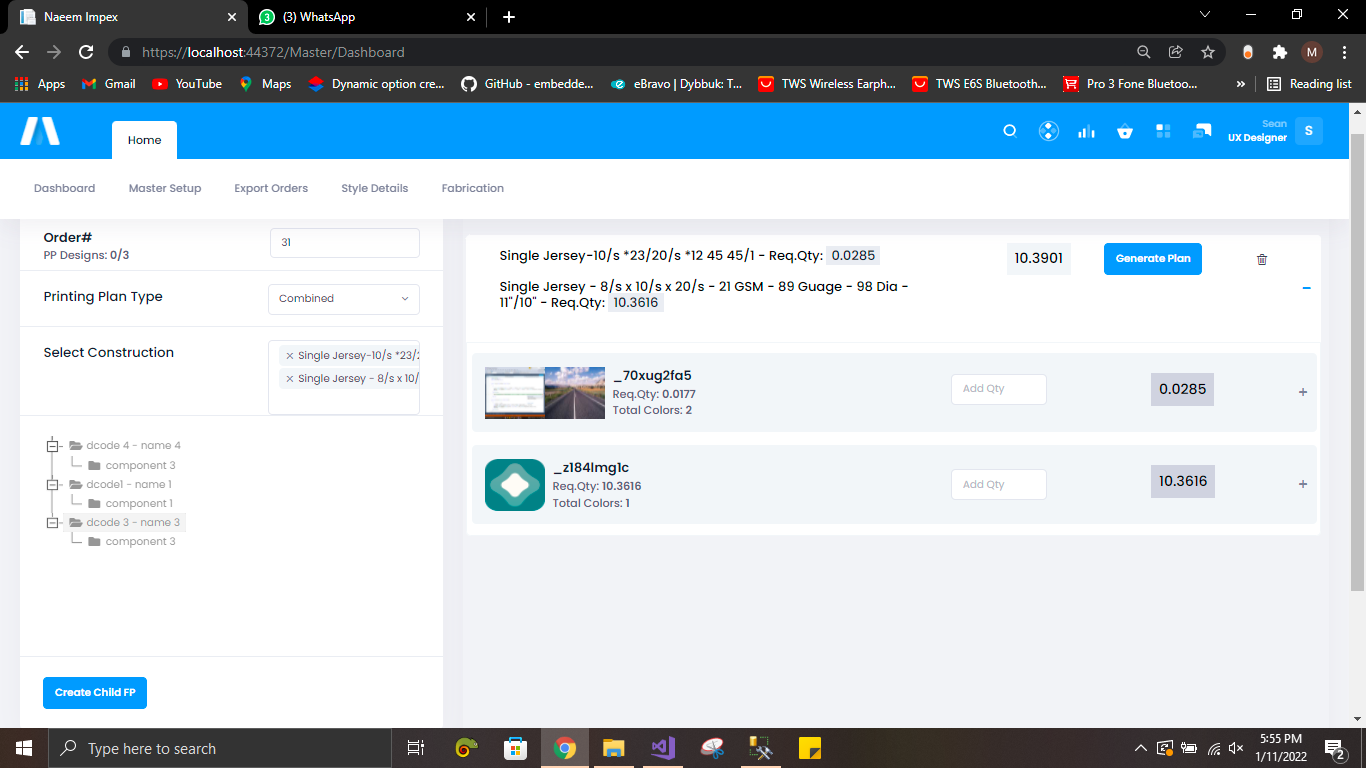 Naeem Impex
3 (3) WhatsApp
https://localhost:44372/Master/Dashboard
M
Apps Gmail YouTube Maps Dynamic option cre... GitHub - embedde... eBravo | Dybbuk: T... TWS Wireless Earph... TWS E6S Bluetooth... Pro 3 Fone Bluetoo... » Reading list
Home
Sean
UX Designer
S
Dashboard Master Setup Export Orders Style Details Fabrication
Order#
PP Designs: 0/3
31
Printing Plan Type
Combined
Select Construction
× Single Jersey-10/s *23/2
× Single Jersey - 8/s x 10/
dcode 4 - name 4
component 3
dcode1 - name 1
component 1
dcode 3 - name 3
component 3
Create Child FP
Single Jersey-10/s *23/20/s *12 45 45/1 - Req.Qty: 0.0285
Single Jersey - 8/s x 10/s x 20/s - 21 GSM - 89 Guage - 98 Dia -
11"/10" - Req.Qty: 10.3616
10.3901
Generate Plan
_70xug2fa5
Req.Qty: 0.0177
Total Colors: 2
Add Qty
0.0285
+
_z184lmg1c
Req.Qty: 10.3616
Total Colors: 1
Add Qty
10.3616
+
Type here to search
5:55 PM
1/11/2022
2